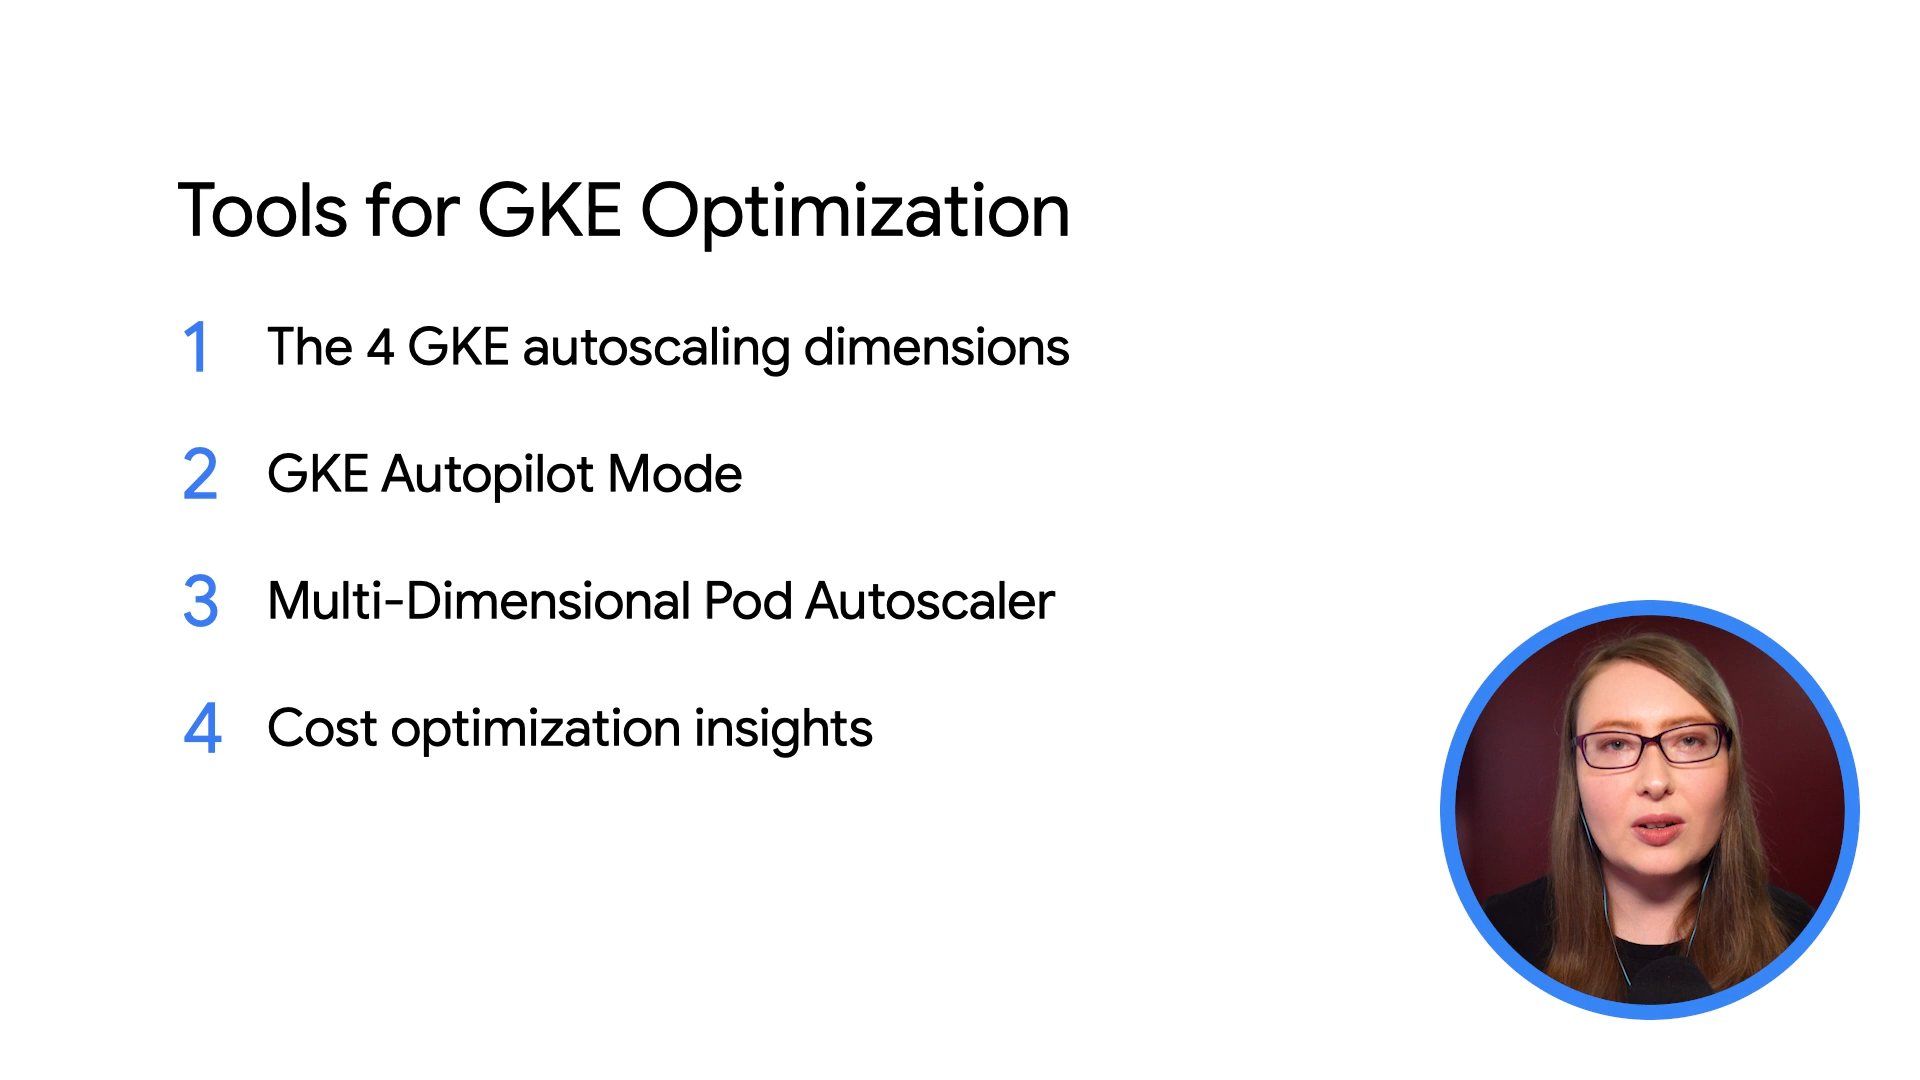 Tools for GKE Optimization
1 The 4 GKE autoscaling dimensions
2 GKE Autopilot Mode
3 Multi-Dimensional Pod Autoscaler
4 Cost optimization insights